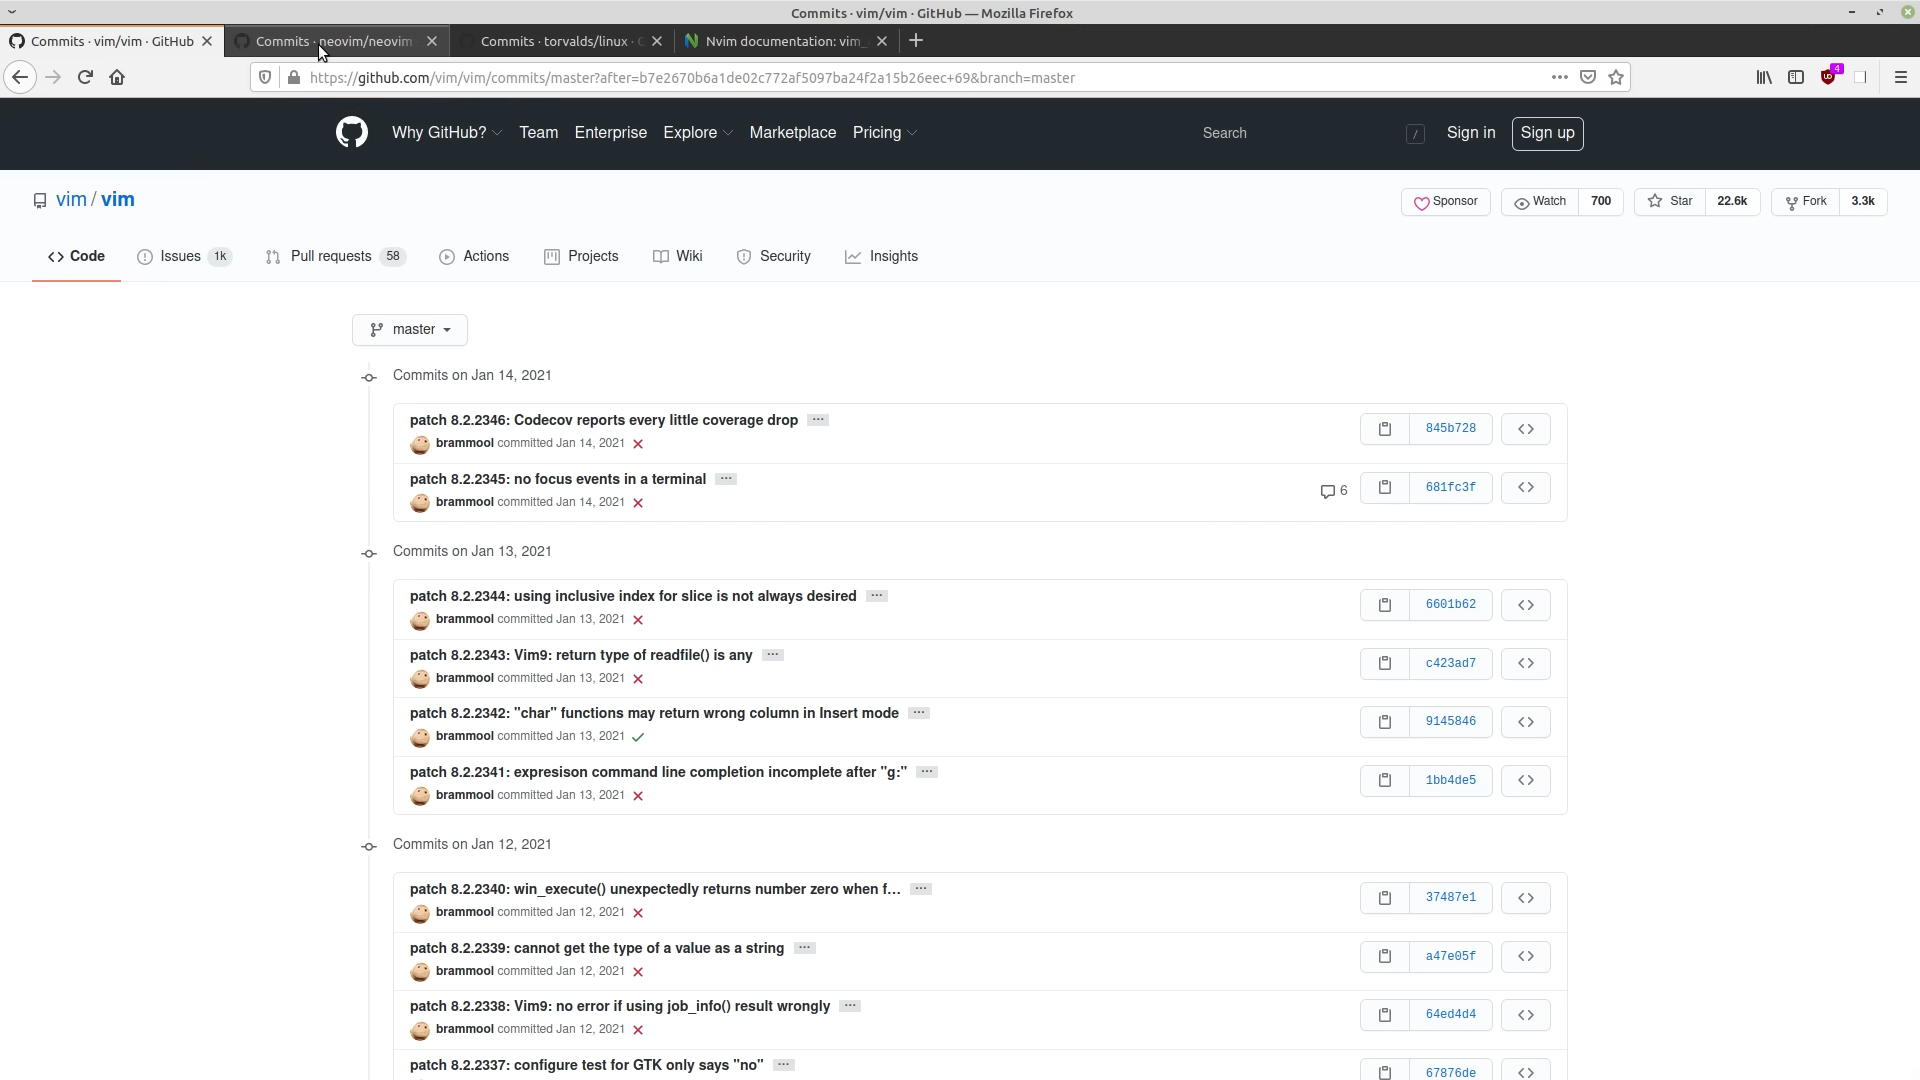 Commits · vim/vim · GitHub — Mozilla Firefox
Commits · vim/vim · GitHub
Commits · neovim/neovim
Commits · torvalds/linux ·
Nvim documentation: vim_
https://github.com/vim/vim/commits/master?after=b7e2670b6a1de02c772af5097ba24f2a15b26eec+69&branch=master
4
Why GitHub? Team Enterprise Explore Marketplace Pricing
Search / Sign in Sign up
vim / vim
Sponsor Watch 700 Star 22.6k Fork 3.3k
Code Issues 1k Pull requests 58 Actions Projects Wiki Security Insights
master
Commits on Jan 14, 2021
patch 8.2.2346: Codecov reports every little coverage drop …
845b728
brammool committed Jan 14, 2021
patch 8.2.2345: no focus events in a terminal …
6 681fc3f
brammool committed Jan 14, 2021
Commits on Jan 13, 2021
patch 8.2.2344: using inclusive index for slice is not always desired …
6601b62
brammool committed Jan 13, 2021
patch 8.2.2343: Vim9: return type of readfile() is any …
c423ad7
brammool committed Jan 13, 2021
patch 8.2.2342: "char" functions may return wrong column in Insert mode …
9145846
brammool committed Jan 13, 2021
patch 8.2.2341: expresison command line completion incomplete after "g:" …
1bb4de5
brammool committed Jan 13, 2021
Commits on Jan 12, 2021
patch 8.2.2340: win_execute() unexpectedly returns number zero when f… …
37487e1
brammool committed Jan 12, 2021
patch 8.2.2339: cannot get the type of a value as a string …
a47e05f
brammool committed Jan 12, 2021
patch 8.2.2338: Vim9: no error if using job_info() result wrongly …
64ed4d4
brammool committed Jan 12, 2021
patch 8.2.2337: configure test for GTK only says "no" …
67876de